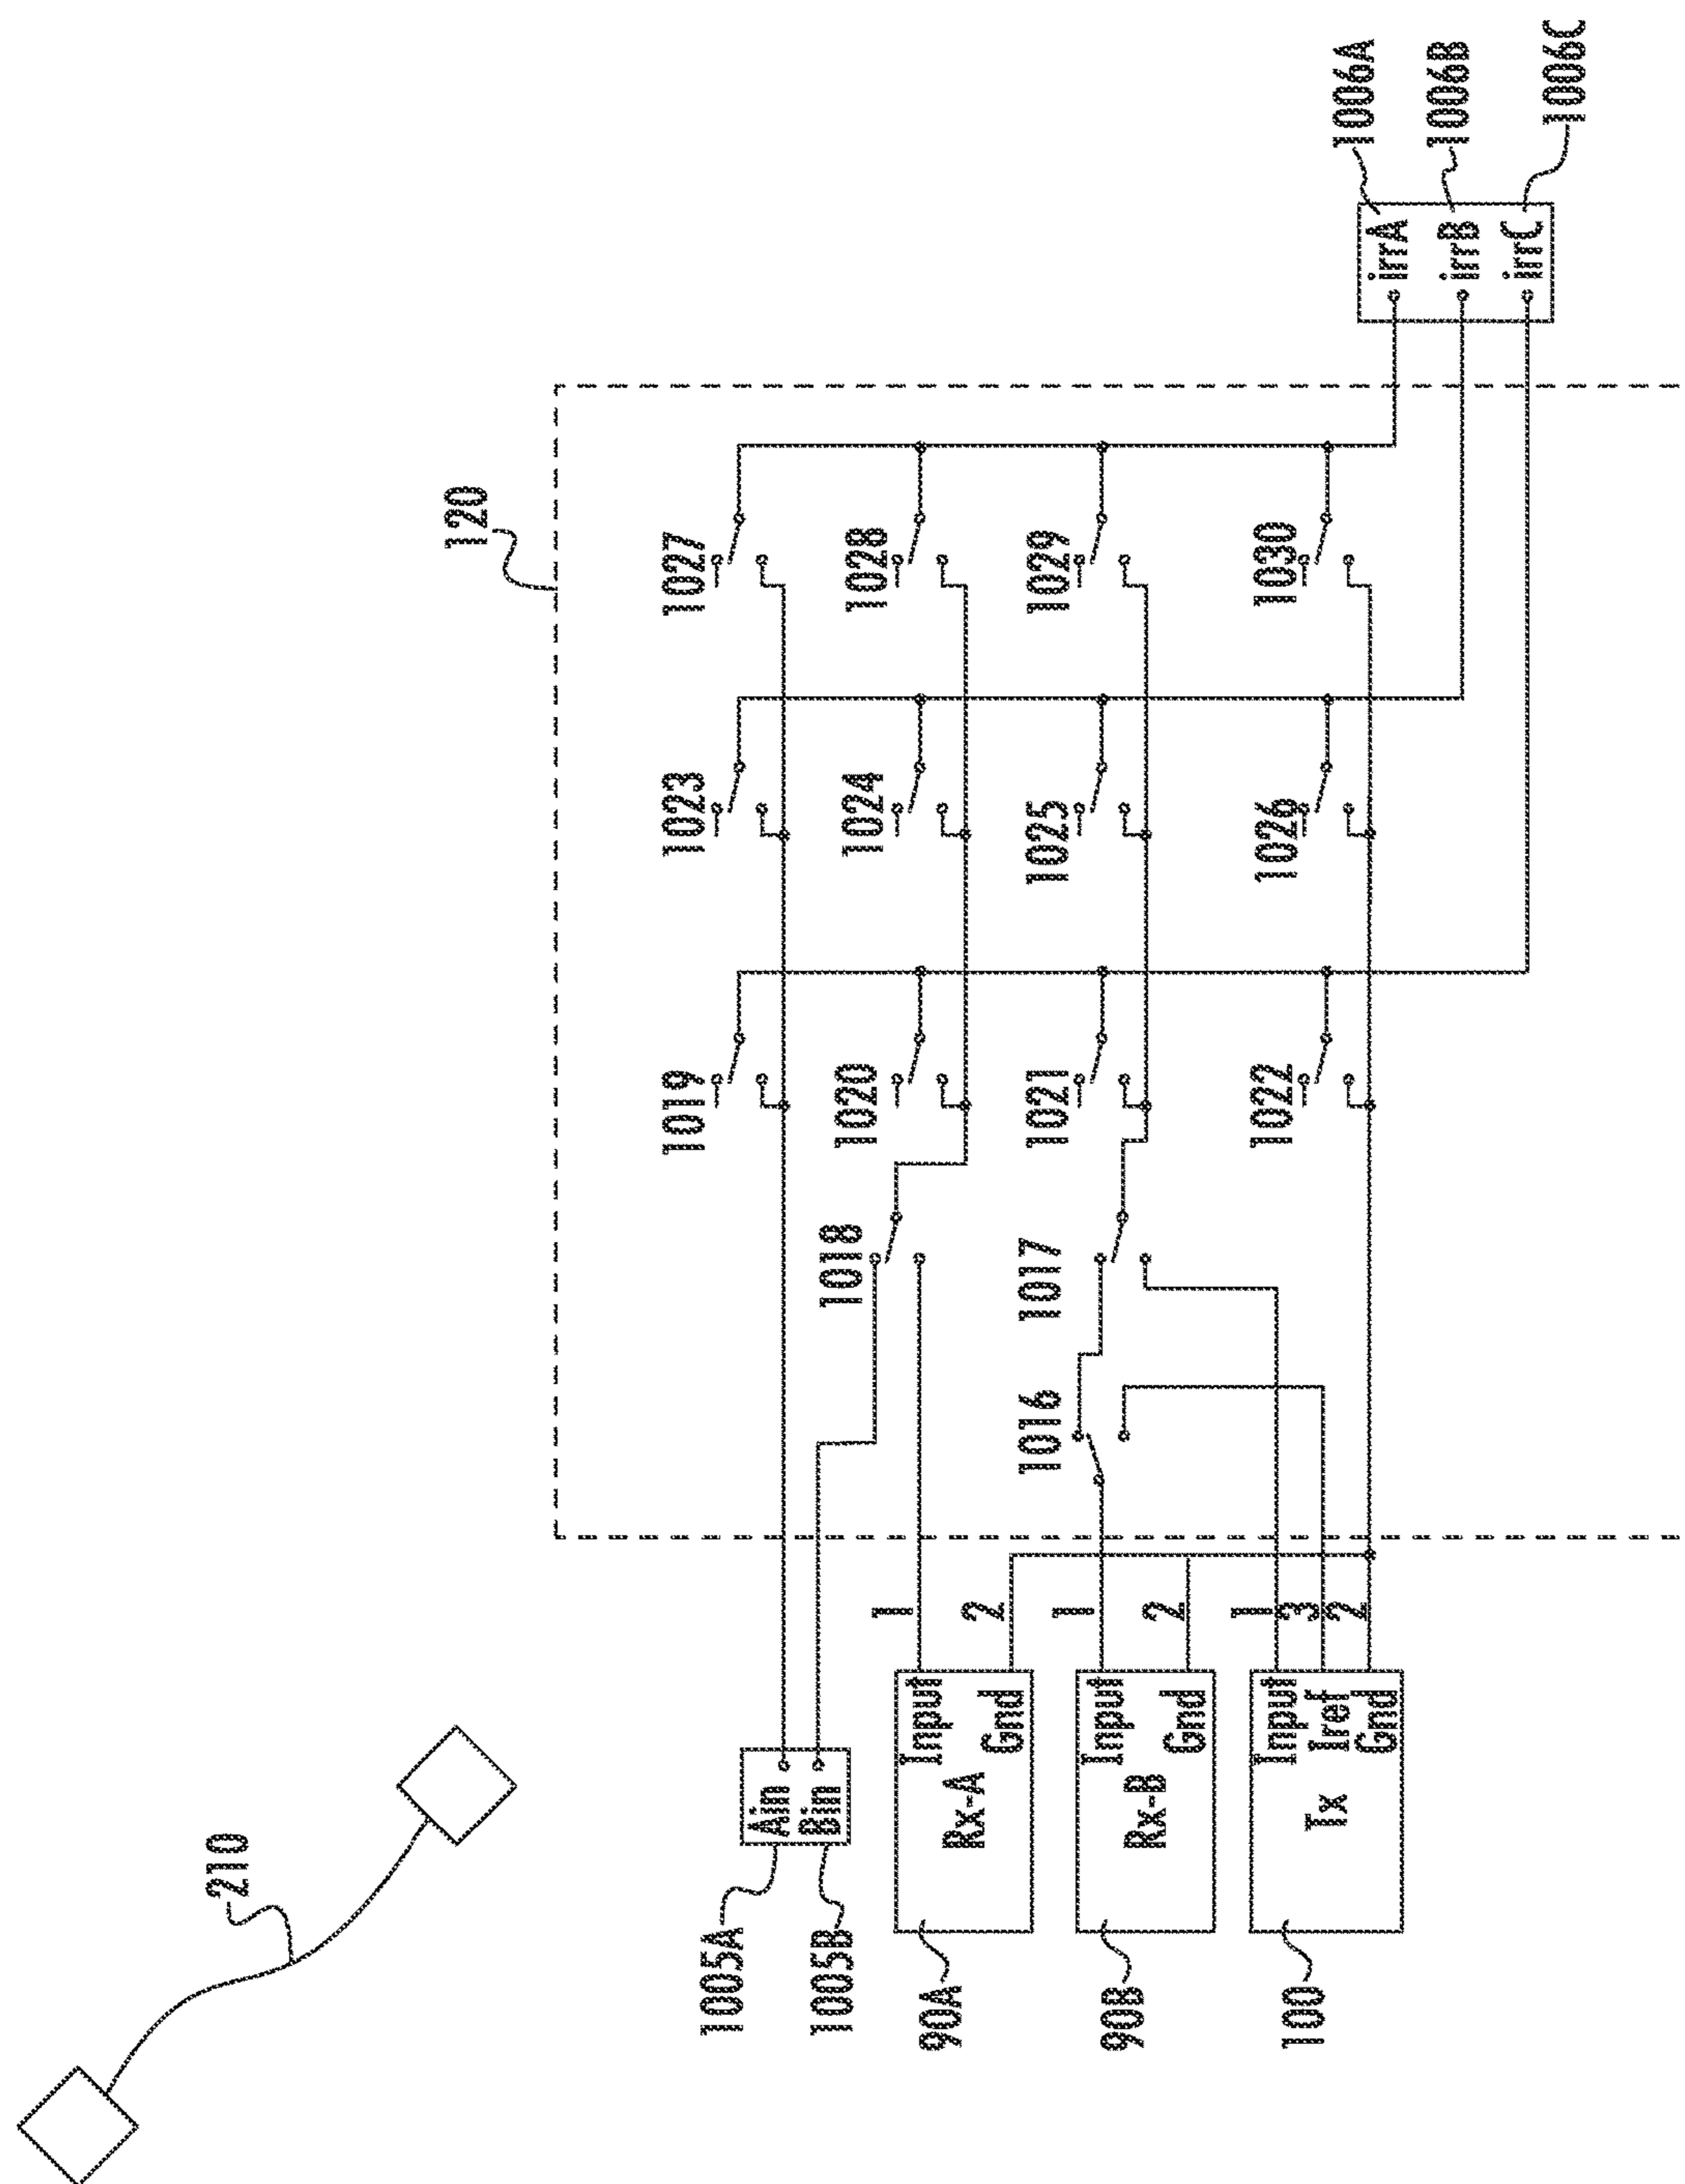 210
120
1005A
1005B
Ain
Bin
90A
Rx-A
Input
Gnd
1
2
90B
Rx-B
Input
Gnd
1
2
100
Tx
Input
Iref
Gnd
1
3
2
1016
1017
1018
1019
1020
1021
1022
1023
1024
1025
1026
1027
1028
1029
1030
irrA
irrB
irrC
1006A
1006B
1006C